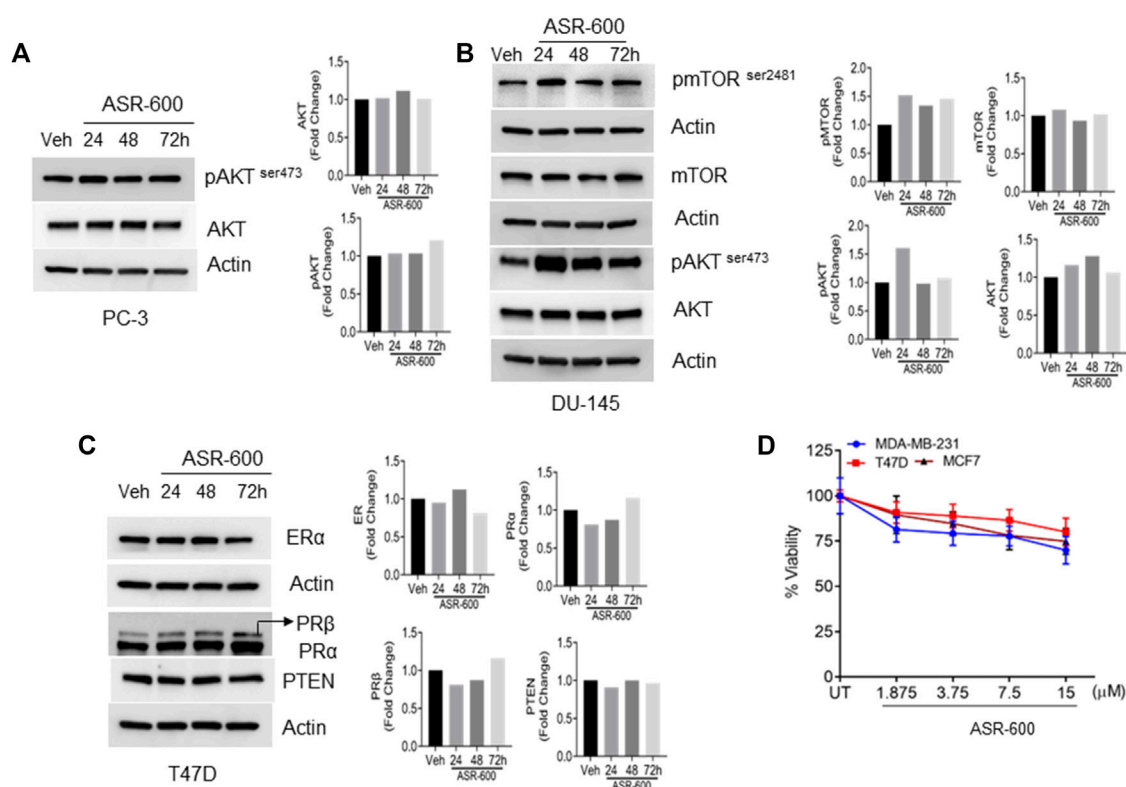 A
ASR-600
Veh 24 48 72h
pAKT ser473
AKT
Actin
PC-3
AKT
(Fold Change)
1.5
1.0
0.5
0.0
Veh 24 48 72h
ASR-600
pAKT
(Fold Change)
1.5
1.0
0.5
0.0
Veh 24 48 72h
ASR-600
B
ASR-600
Veh 24 48 72h
pmTOR ser2481
Actin
mTOR
Actin
pAKT ser473
AKT
Actin
DU-145
pMTOR
(Fold Change)
2.0
1.5
1.0
0.5
0.0
Veh 24 48 72h
ASR-600
mTOR
(Fold Change)
1.5
1.0
0.5
0.0
Veh 24 48 72h
ASR-600
pAKT
(Fold Change)
2.0
1.5
1.0
0.5
0.0
Veh 24 48 72h
ASR-600
AKT
(Fold Change)
1.5
1.0
0.5
0.0
Veh 24 48 72h
ASR-600
C
ASR-600
Veh 24 48 72h
ERα
Actin
PRβ
PRα
PTEN
Actin
T47D
ER
(Fold Change)
1.5
1.0
0.5
0.0
Veh 24 48 72h
ASR-600
PRα
(Fold Change)
1.5
1.0
0.5
0.0
Veh 24 48 72h
ASR-600
PRβ
(Fold Change)
1.5
1.0
0.5
0.0
Veh 24 48 72h
ASR-600
PTEN
(Fold Change)
1.5
1.0
0.5
0.0
Veh 24 48 72h
ASR-600
D
MDA-MB-231
T47D MCF7
% Viability
125
100
75
50
25
0
UT 1.875 3.75 7.5 15 (μM)
ASR-600